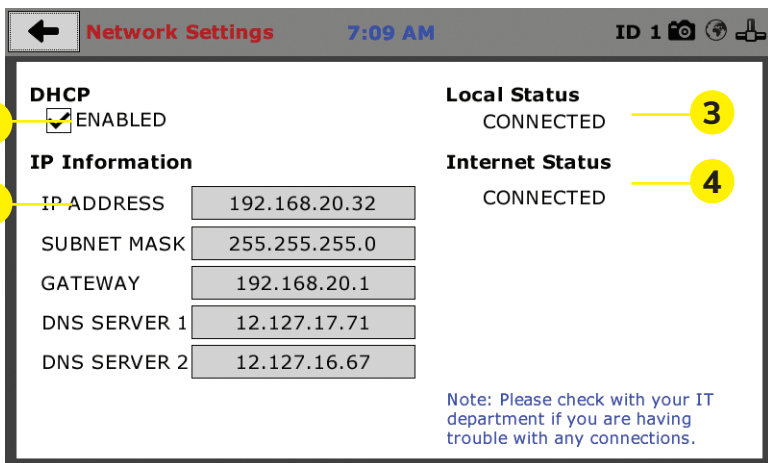 Network Settings 7:09 AM ID 1
DHCP
ENABLED
IP Information
IP ADDRESS 192.168.20.32
SUBNET MASK 255.255.255.0
GATEWAY 192.168.20.1
DNS SERVER 1 12.127.17.71
DNS SERVER 2 12.127.16.67
Local Status
CONNECTED 3
Internet Status
4
CONNECTED
Note: Please check with your IT
department if you are having
trouble with any connections.